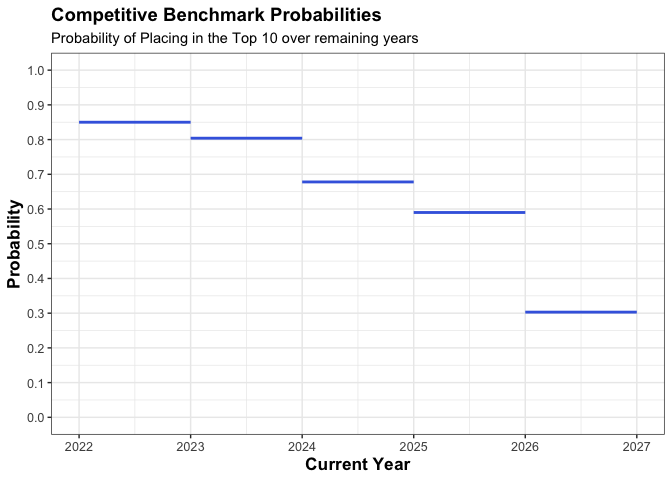 Competitive Benchmark Probabilities
Probability of Placing in the Top 10 over remaining years
Probability
1.0
0.9
0.8
0.7
0.6
0.5
0.4
0.3
0.2
0.1
0.0
2022 2023 2024 2025 2026 2027
Current Year